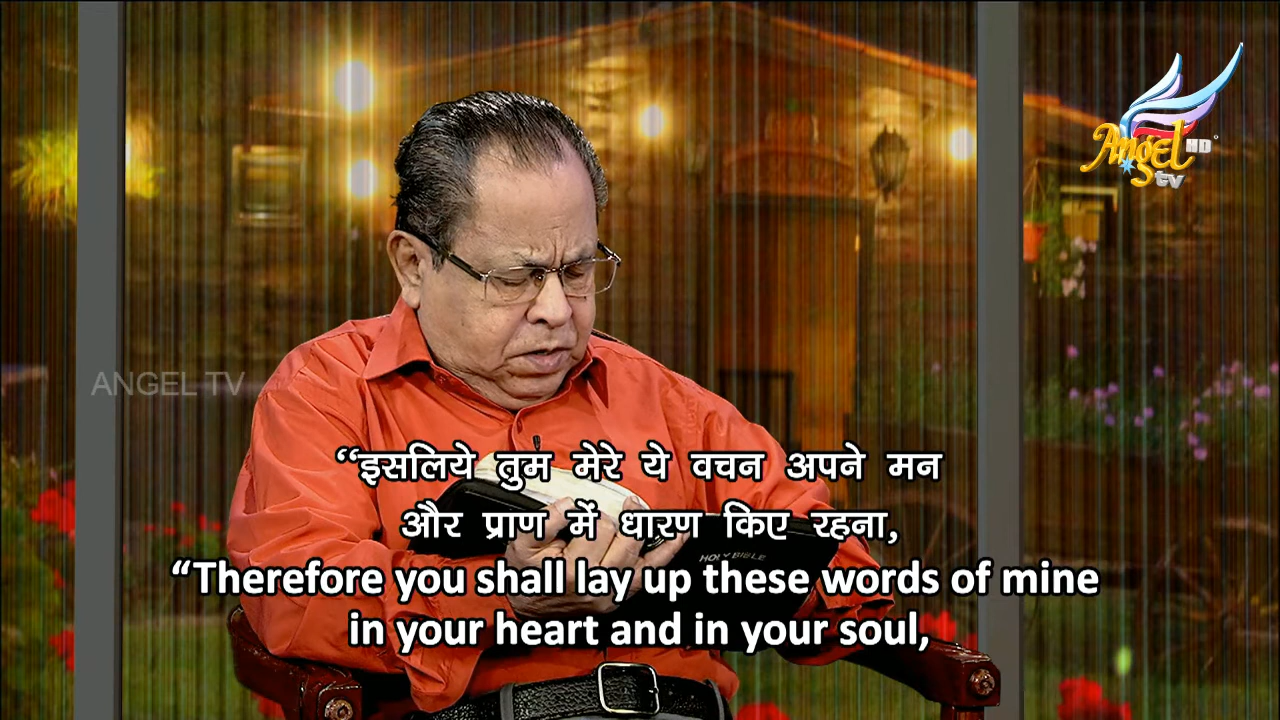 Angel HD
tv
ANGEL TV
“इसलिये तुम मेरे ये वचन अपने मन
और प्राण में धारण किए रहना,
HOLY BIBLE
“Therefore you shall lay up these words of mine
in your heart and in your soul,